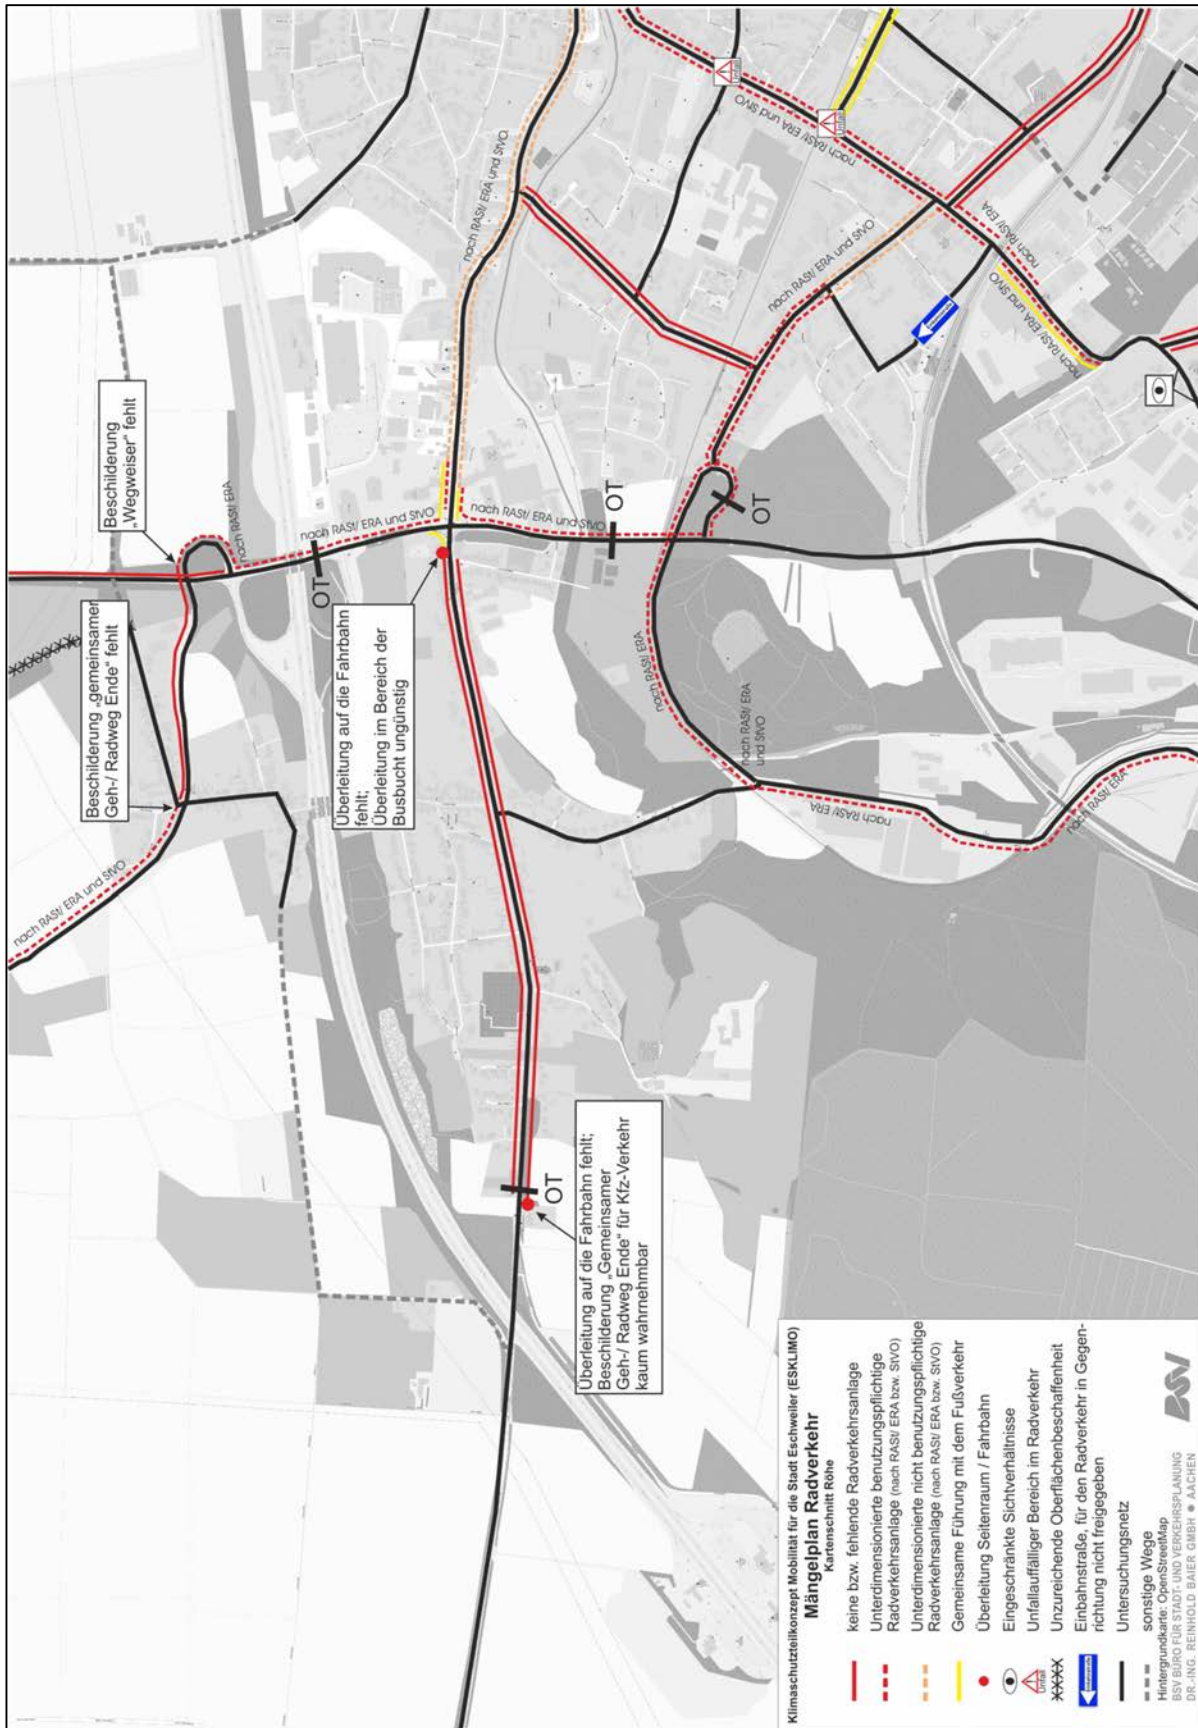 Beschilderung
„Wegweiser“ fehlt
Beschilderung „gemeinsamer
Geh-/ Radweg Ende“ fehlt
Überleitung auf die Fahrbahn
fehlt;
Überleitung im Bereich der
Busbucht ungünstig
Überleitung auf die Fahrbahn fehlt;
Beschilderung „Gemeinsamer
Geh-/ Radweg Ende“ für Kfz-Verkehr
kaum wahrnehmbar
nach RASt/ ERA und StVO
nach RASt/ ERA
nach RASt/ ERA und StVO
nach RASt/ ERA und StVO
nach RASt/ ERA und StVO
nach RASt/ ERA und StVO
nach RASt/ ERA und StVO
nach RASt/ ERA
nach RASt/ ERA und StVO
nach RASt/ ERA
nach RASt/ ERA
und StVO
nach RASt/ ERA
nach RASt/ ERA
OT
OT
OT
OT
Unfall
Unfall
Klimaschutzteilkonzept Mobilität für die Stadt Eschweiler (ESKLIMO)
Mängelplan Radverkehr
Kartenschnitt Röhe
keine bzw. fehlende Radverkehrsanlage
Unterdimensionierte benutzungspflichtige
Radverkehrsanlage (nach RASt/ ERA bzw. StVO)
Unterdimensionierte nicht benutzungspflichtige
Radverkehrsanlage (nach RASt/ ERA bzw. StVO)
Gemeinsame Führung mit dem Fußverkehr
Überleitung Seitenraum / Fahrbahn
Eingeschränkte Sichtverhältnisse
Unfall
Unfallauffälliger Bereich im Radverkehr
XXXX
Unzureichende Oberflächenbeschaffenheit
Einbahnstraße
Einbahnstraße, für den Radverkehr in Gegen-
richtung nicht freigegeben
Untersuchungsnetz
sonstige Wege
Hintergrundkarte: OpenStreetMap
BSV BÜRO FÜR STADT- UND VERKEHRSPLANUNG
DR.-ING. REINHOLD BAIER GMBH ● AACHEN
BSV